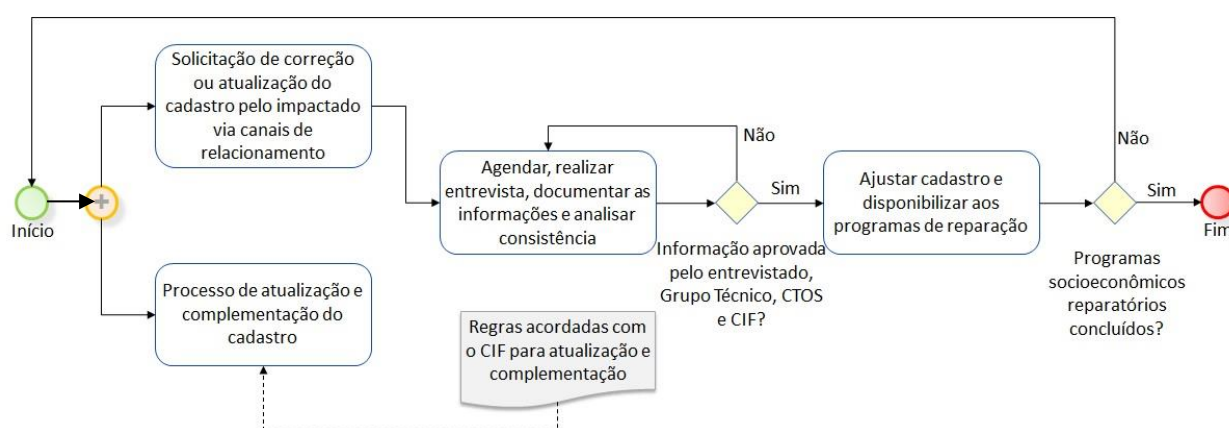 Solicitação de correção
ou atualização do
cadastro pelo impactado
via canais de
relacionamento
Início
Processo de atualização e
complementação do
cadastro
Agendar, realizar
entrevista, documentar as
informações e analisar
consistência
Não
Sim
Informação aprovada
pelo entrevistado,
Grupo Técnico, CTOS
e CIF?
Regras acordadas com
o CIF para atualização e
complementação
Ajustar cadastro e
disponibilizar aos
programas de reparação
Não
Sim
Programas
socioeconômicos
reparatórios
concluídos?
Fim